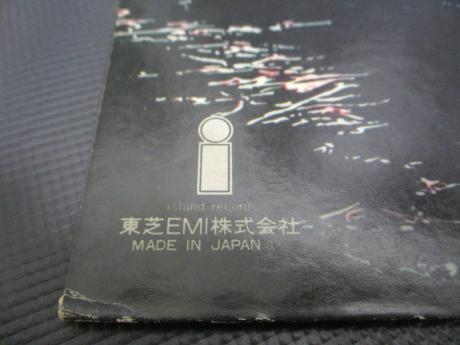 island records
東芝EMI株式会社
MADE IN JAPAN